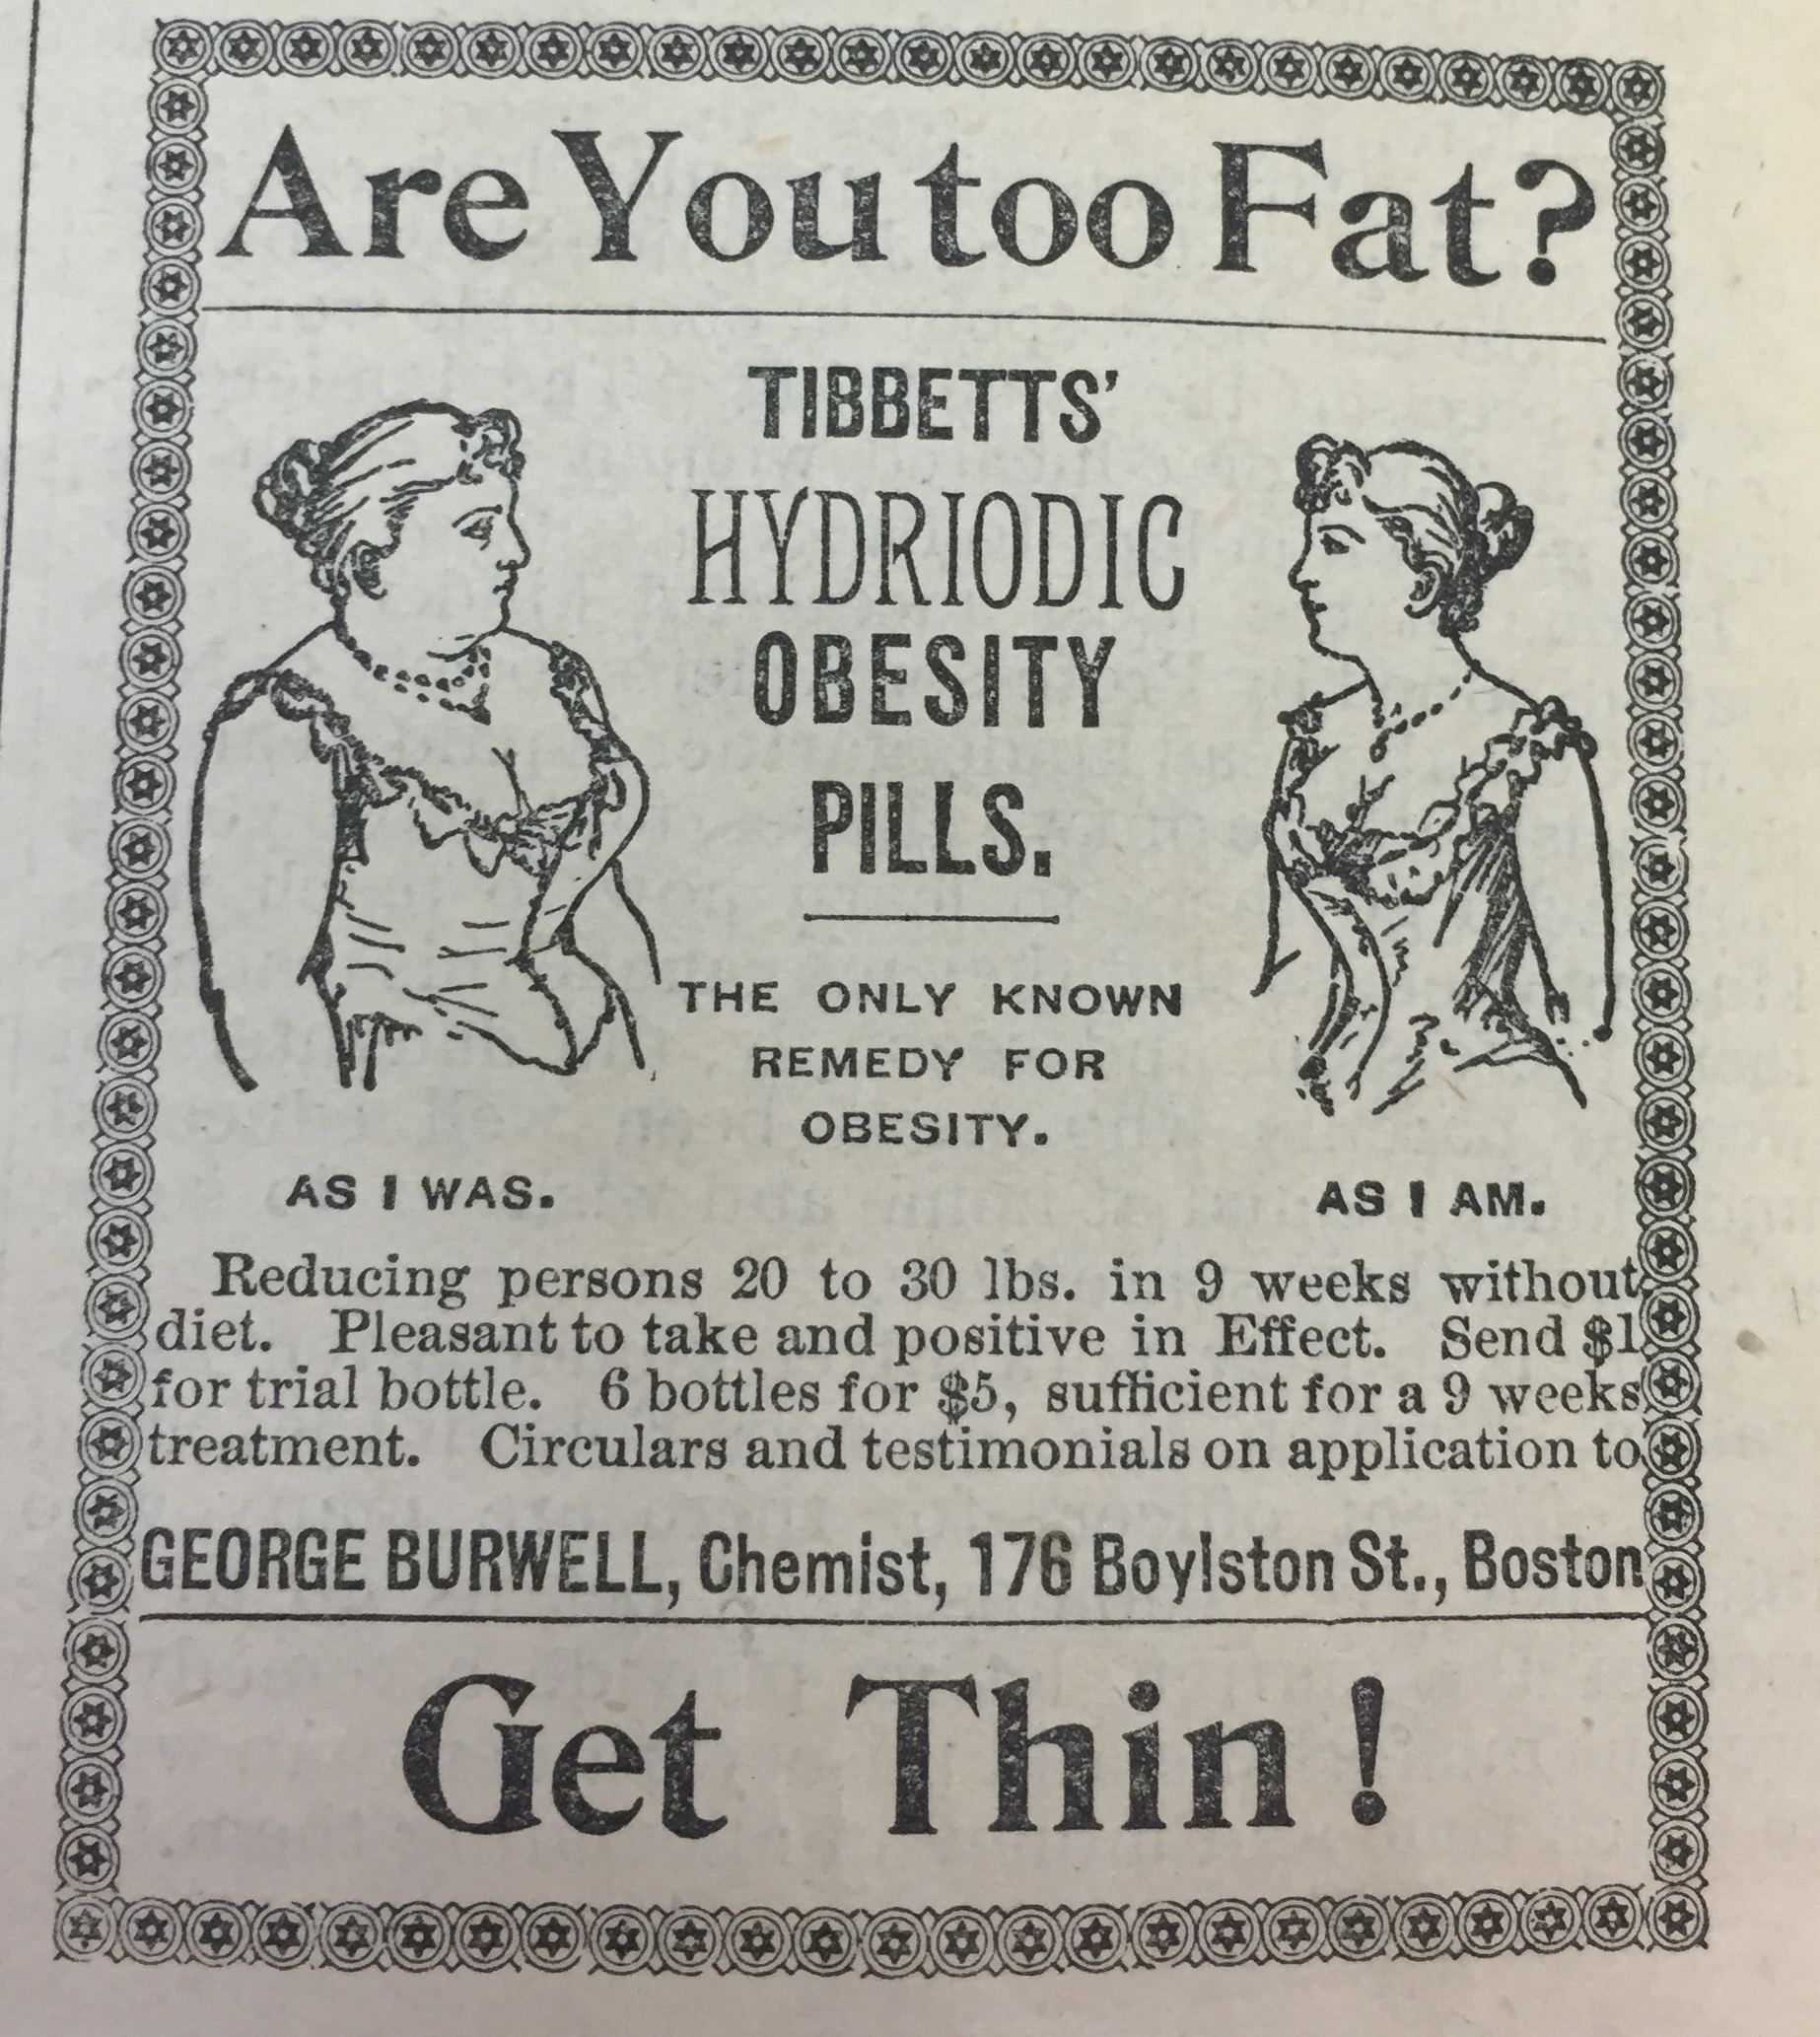 Are You too Fat?
TIBBETTS'
HYDRIODIC
OBESITY
PILLS.
THE ONLY KNOWN
REMEDY FOR
OBESITY.
AS I WAS.
AS I AM.
Reducing persons 20 to 30 lbs. in 9 weeks without
diet. Pleasant to take and positive in Effect. Send $1
for trial bottle. 6 bottles for $5, sufficient for a 9 weeks
treatment. Circulars and testimonials on application to
GEORGE BURWELL, Chemist, 176 Boylston St., Boston
Get Thin!